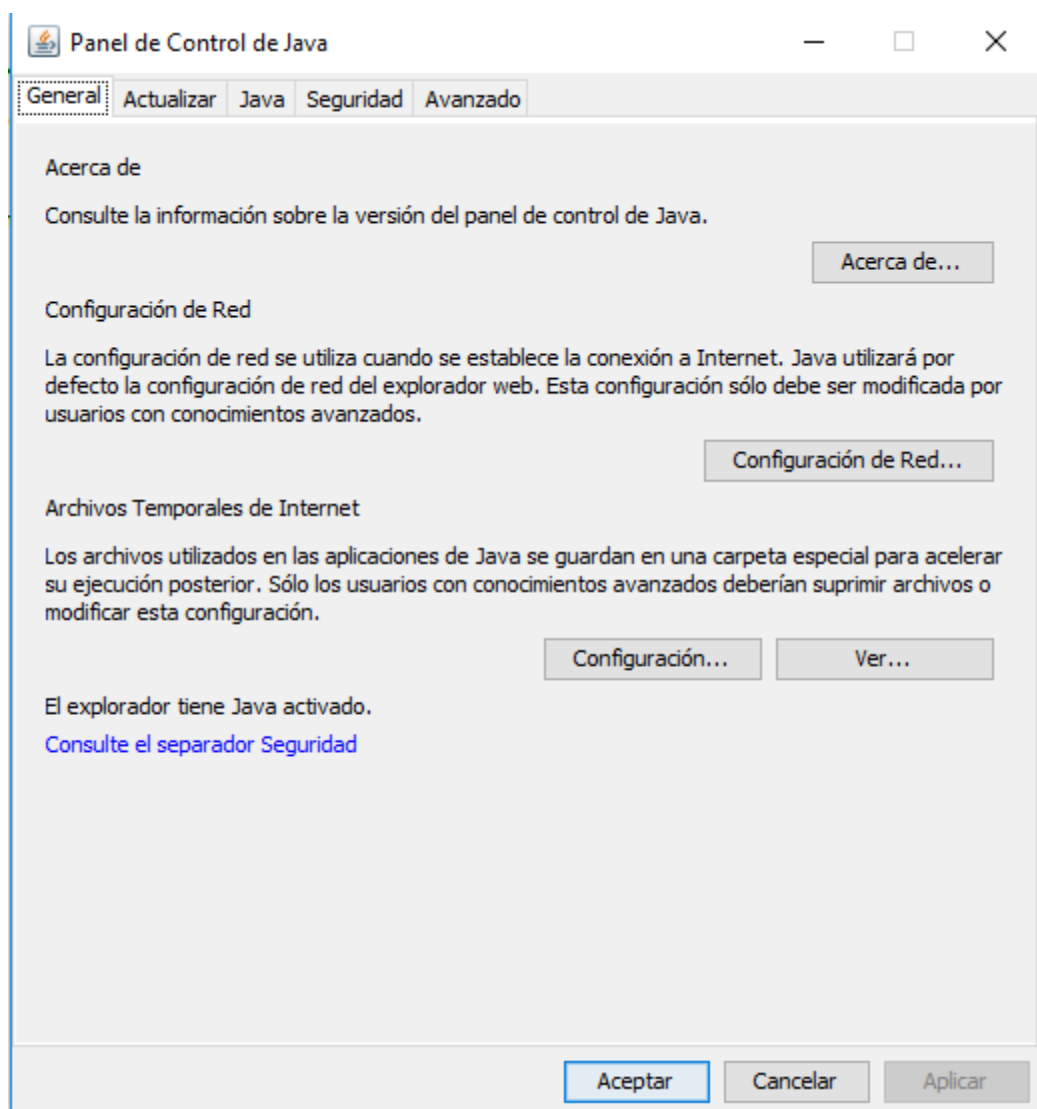 Panel de Control de Java
General Actualizar Java Seguridad Avanzado
Acerca de
Consulte la información sobre la versión del panel de control de Java.
Acerca de...
Configuración de Red
La configuración de red se utiliza cuando se establece la conexión a Internet. Java utilizará por
defecto la configuración de red del explorador web. Esta configuración sólo debe ser modificada por
usuarios con conocimientos avanzados.
Configuración de Red...
Archivos Temporales de Internet
Los archivos utilizados en las aplicaciones de Java se guardan en una carpeta especial para acelerar
su ejecución posterior. Sólo los usuarios con conocimientos avanzados deberían suprimir archivos o
modificar esta configuración.
Configuración... Ver...
El explorador tiene Java activado.
Consulte el separador Seguridad
Aceptar Cancelar Aplicar